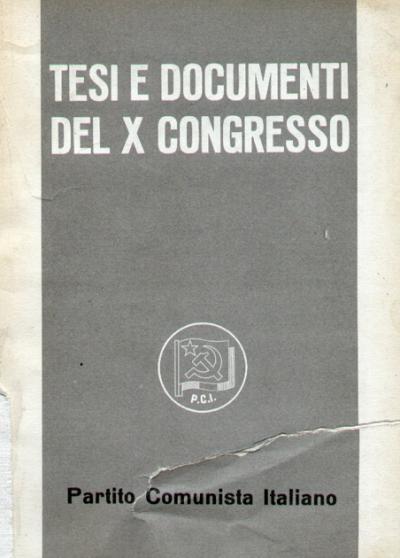 TESI E DOCUMENTI
DEL X CONGRESSO
P.C.I.
Partito Comunista Italiano